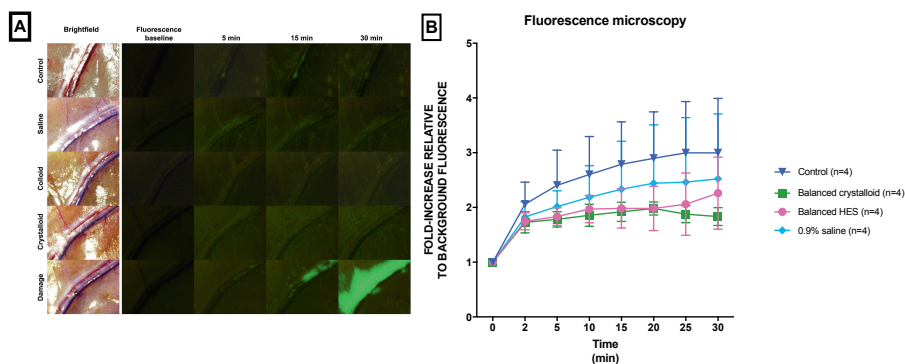 A
Brightfield
Fluorescence
baseline
5 min
15 min
30 min
Control
Saline
Colloid
Crystalloid
Damage
B
Fluorescence microscopy
FOLD-INCREASE RELATIVE
TO BACKGROUND FLUORESCENCE
5
4
3
2
1
0
2
5
10
15
20
25
30
Time
(min)
Control (n=4)
Balanced crystalloid (n=4)
Balanced HES (n=4)
0.9% saline (n=4)